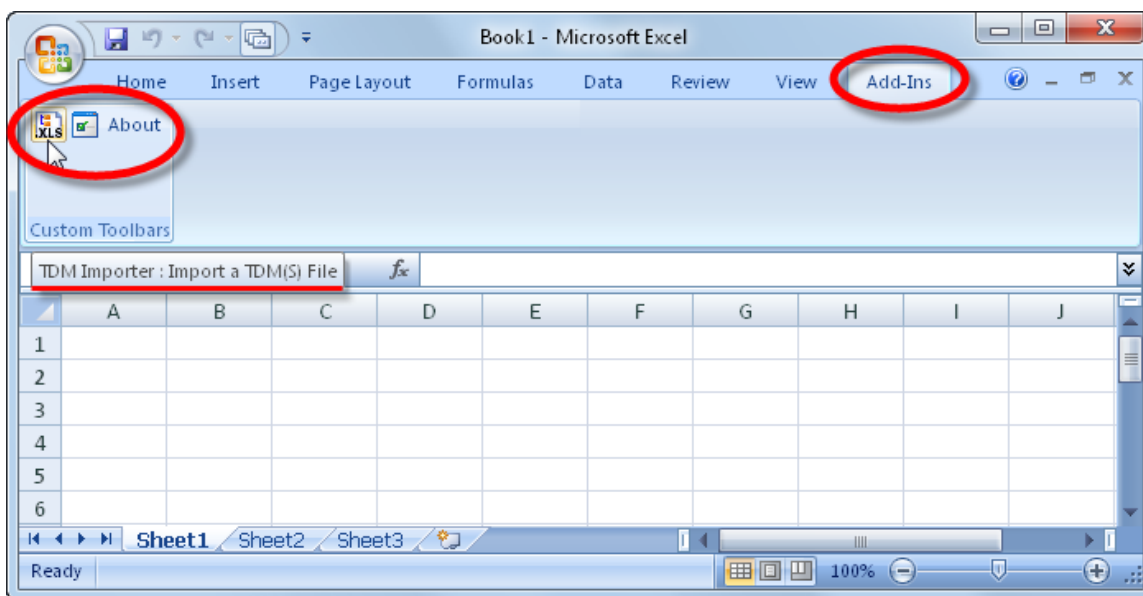 Book1 - Microsoft Excel
Home Insert Page Layout Formulas Data Review View Add-Ins
.XLS About
Custom Toolbars
TDM Importer : Import a TDM(S) File fx
A B C D E F G H I J
1
2
3
4
5
6
Sheet1 Sheet2 Sheet3
Ready 100%